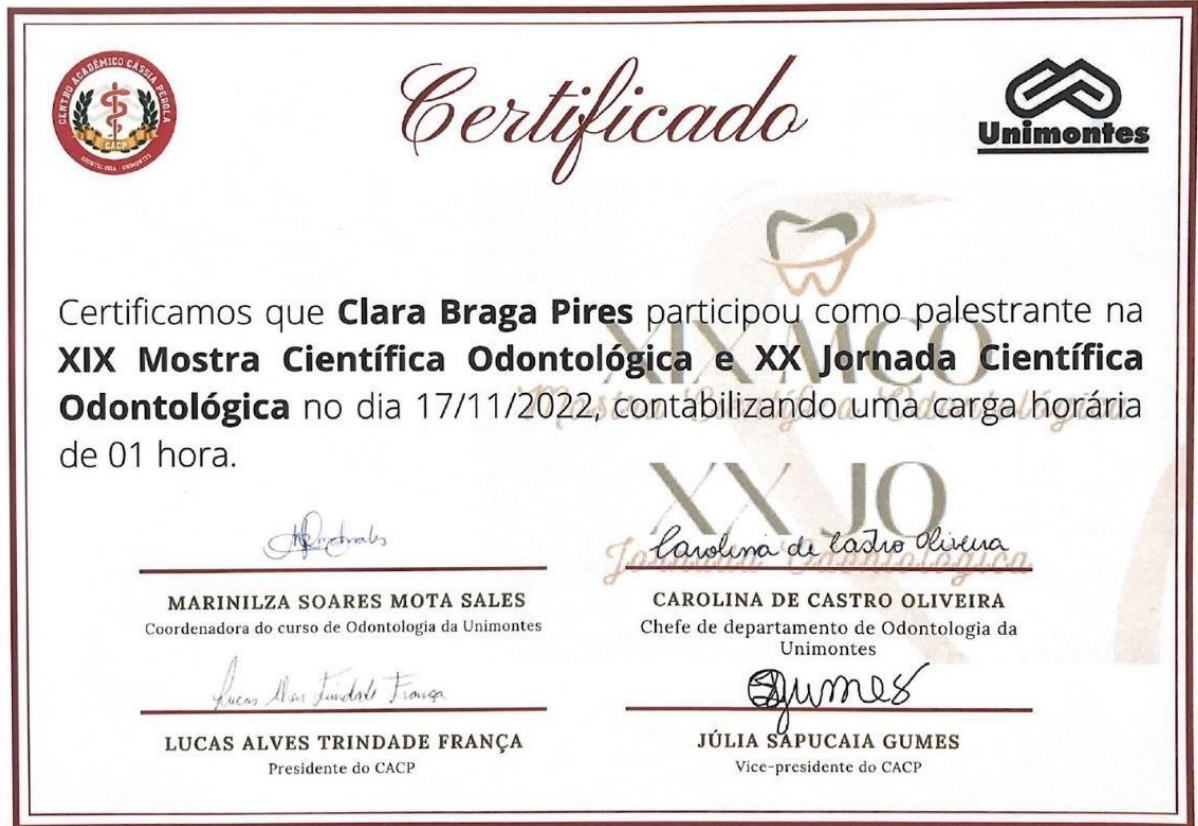 CENTRO ACADÊMICO CÁSSIA PÉROLA
CACP
ODONTOLOGIA - UNIMONTES
Certificado
Unimontes
Certificamos que Clara Braga Pires participou como palestrante na
XIX Mostra Científica Odontológica e XX Jornada Científica
Odontológica no dia 17/11/2022, contabilizando uma carga horária
de 01 hora.
XIX MCO
Mostra Científica Odontológica
XX JO
Jornada Odontológica
Carolina de Castro Oliveira
MARINILZA SOARES MOTA SALES
Coordenadora do curso de Odontologia da Unimontes
CAROLINA DE CASTRO OLIVEIRA
Chefe de departamento de Odontologia da
Unimontes
Lucas Alves Trindade França
Gumes
LUCAS ALVES TRINDADE FRANÇA
Presidente do CACP
JÚLIA SAPUCAIA GUMES
Vice-presidente do CACP